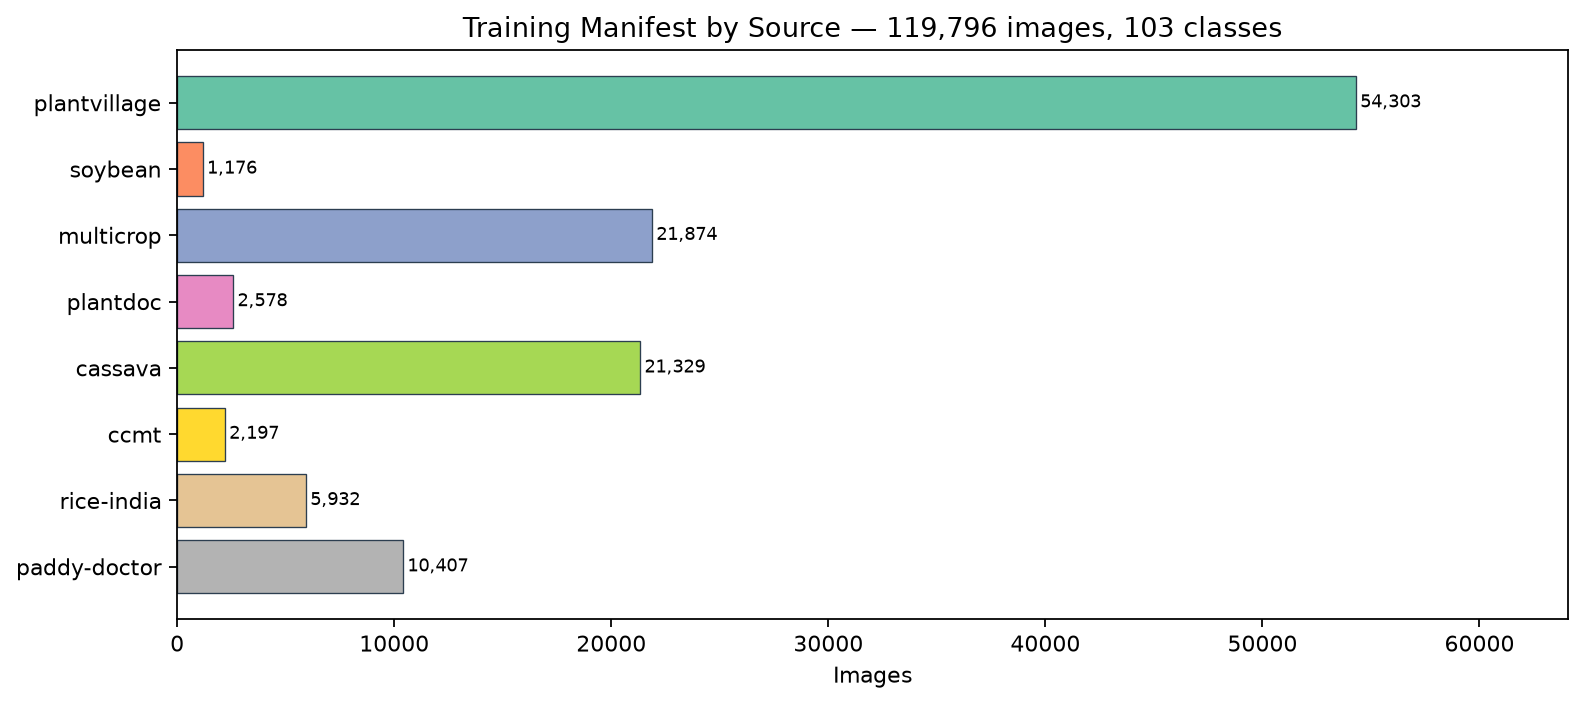 Training Manifest by Source — 119,796 images, 103 classes
plantvillage 54,303
soybean 1,176
multicrop 21,874
plantdoc 2,578
cassava 21,329
ccmt 2,197
rice-india 5,932
paddy-doctor 10,407
0 10000 20000 30000 40000 50000 60000
Images